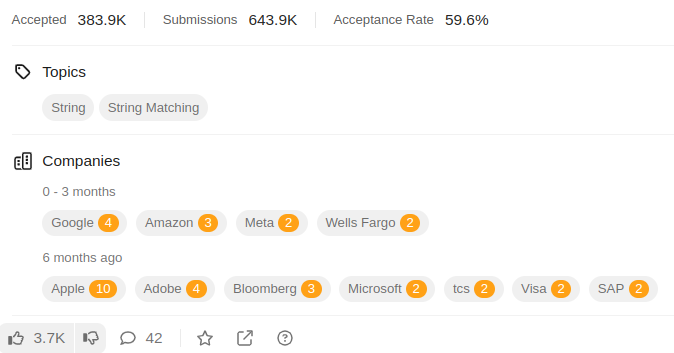 Accepted 383.9K Submissions 643.9K Acceptance Rate 59.6%
Topics
String String Matching
Companies
0 - 3 months
Google 4 Amazon 3 Meta 2 Wells Fargo 2
6 months ago
Apple 10 Adobe 4 Bloomberg 3 Microsoft 2 tcs 2 Visa 2 SAP 2
3.7K 42